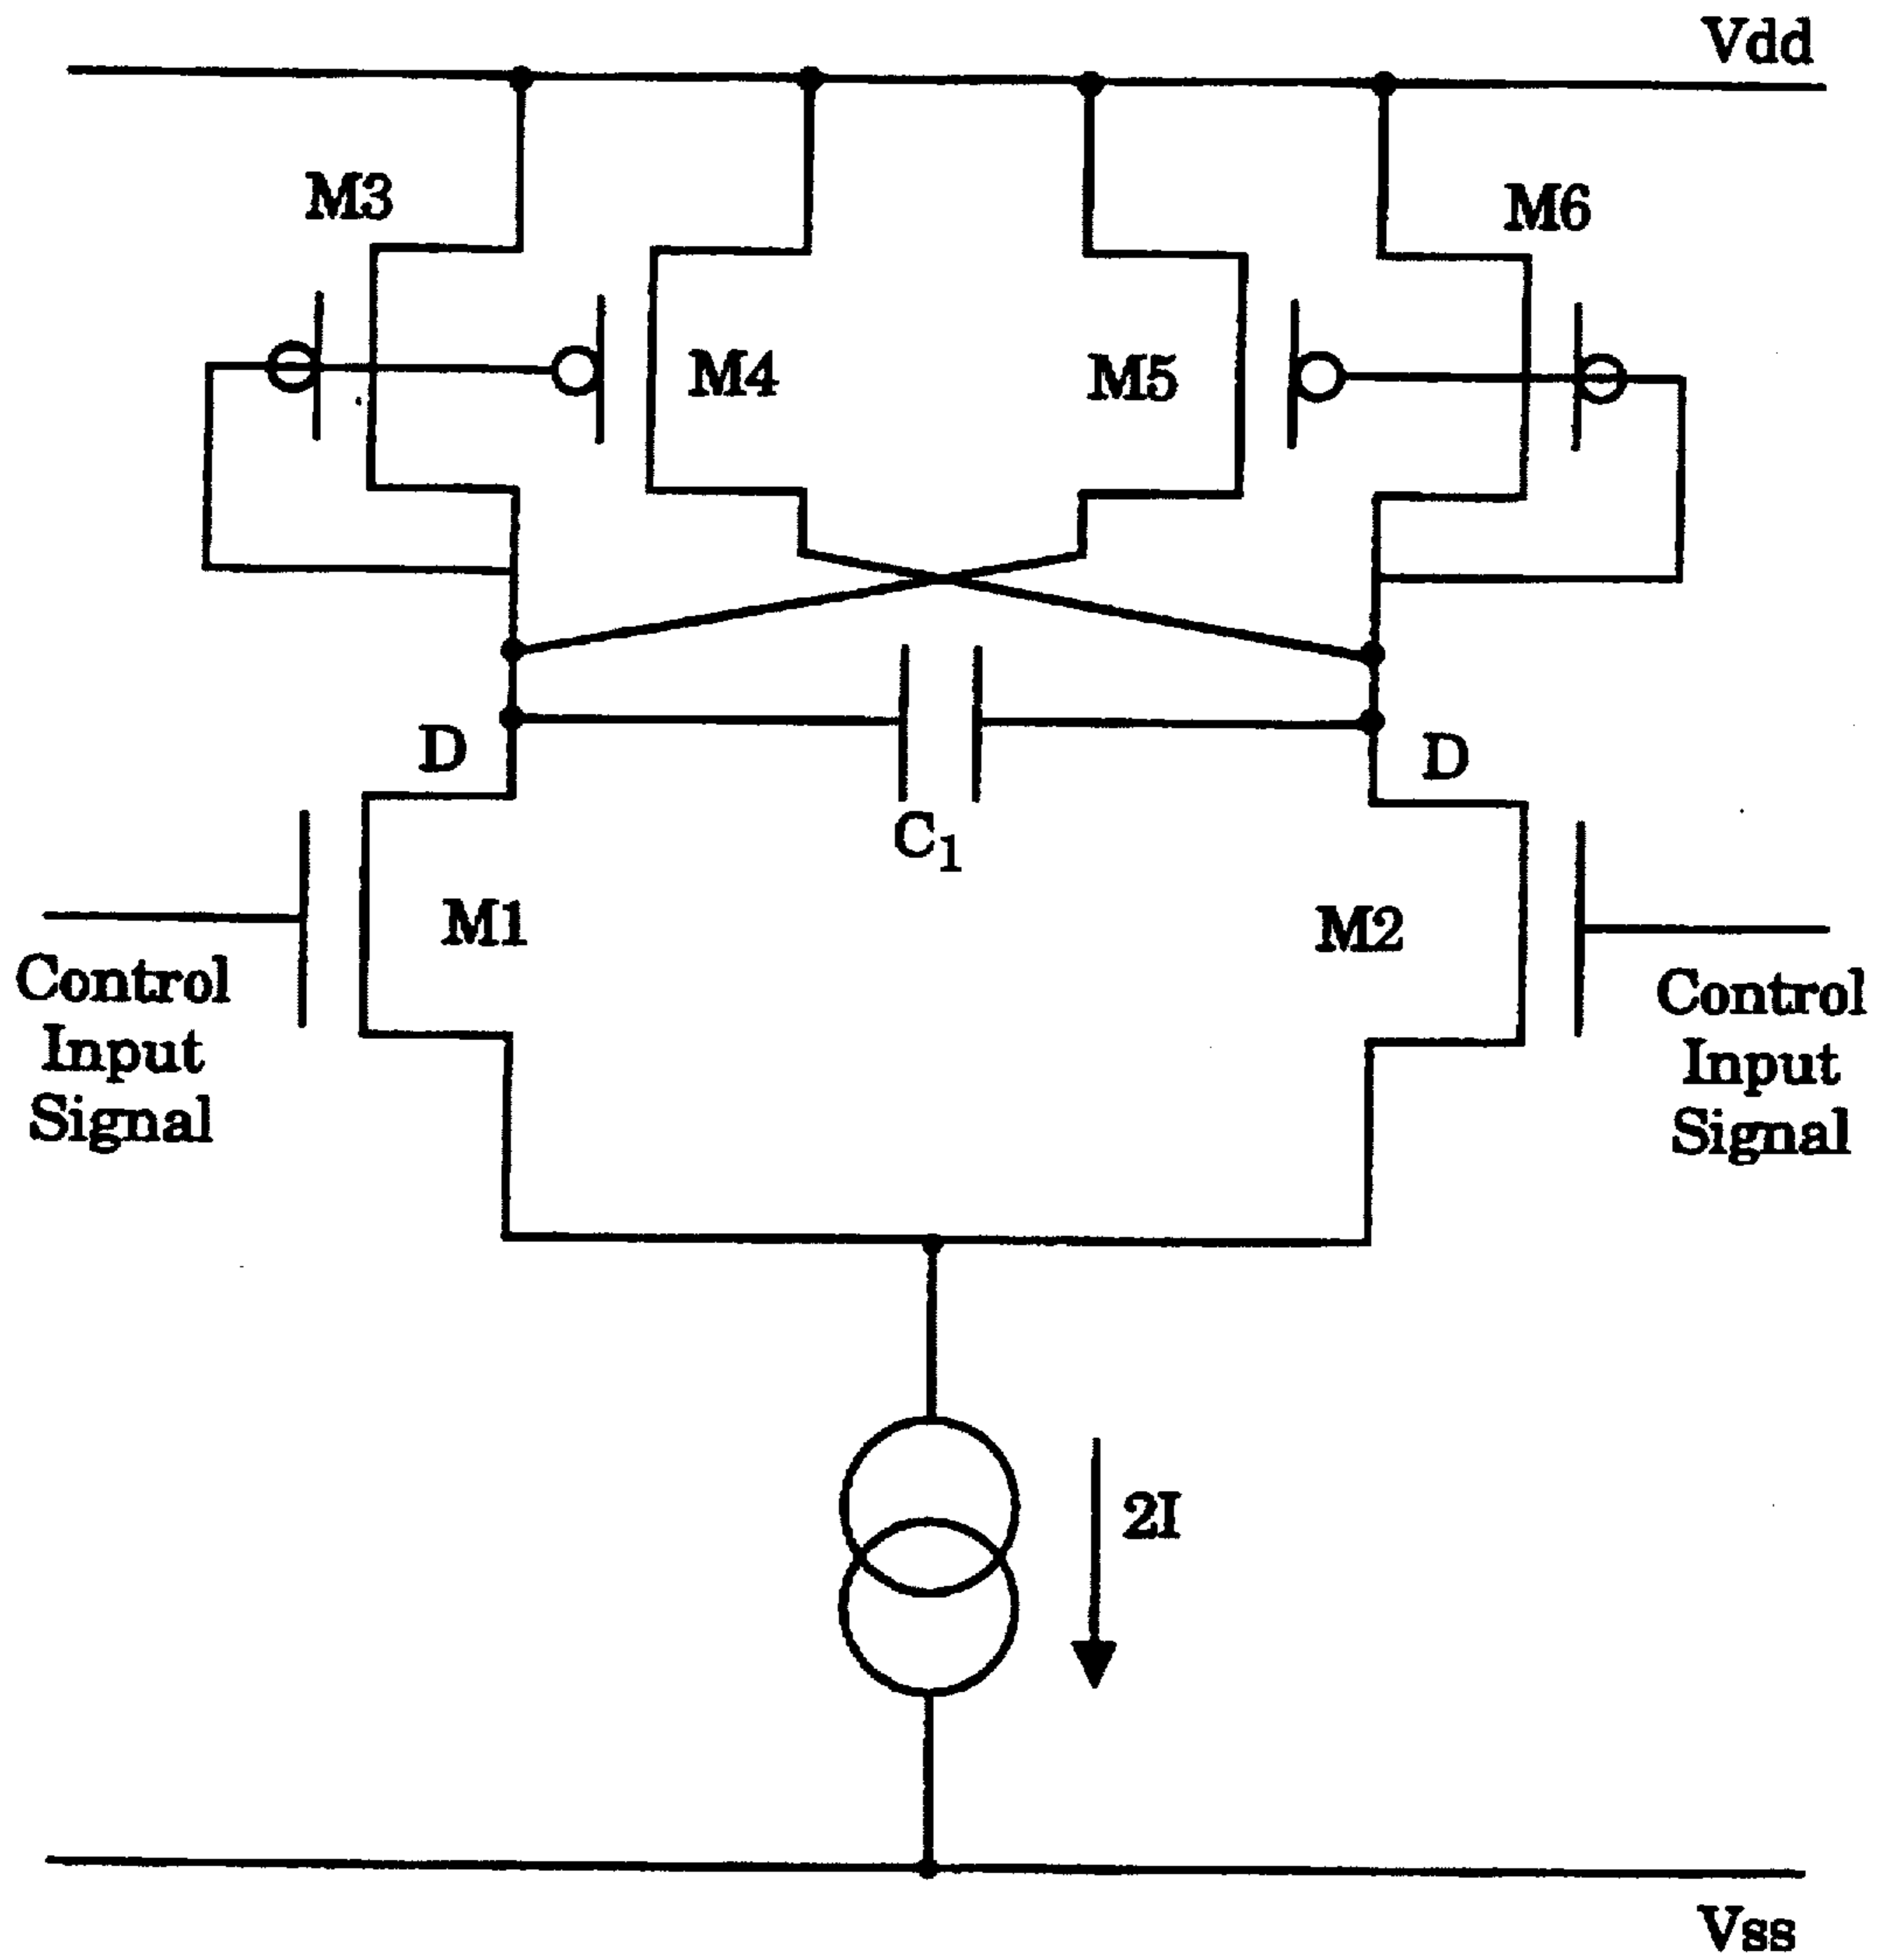 Vdd
M3
M6
M4
M5
D
D
C1
M1
M2
Control
Input
Signal
Control
Input
Signal
2I
Vss